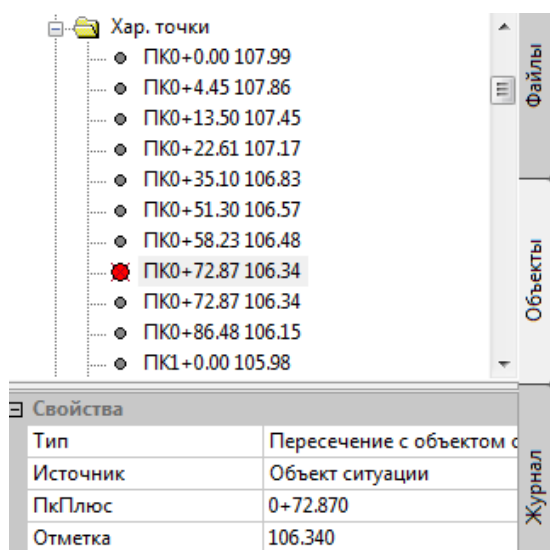 Хар. точки
ПК0+0.00 107.99
ПК0+4.45 107.86
ПК0+13.50 107.45
ПК0+22.61 107.17
ПК0+35.10 106.83
ПК0+51.30 106.57
ПК0+58.23 106.48
ПК0+72.87 106.34
ПК0+72.87 106.34
ПК0+86.48 106.15
ПК1+0.00 105.98
Файлы
Объекты
Журнал
Свойства
Тип Пересечение с объектом с
Источник Объект ситуации
ПкПлюс 0+72.870
Отметка 106.340